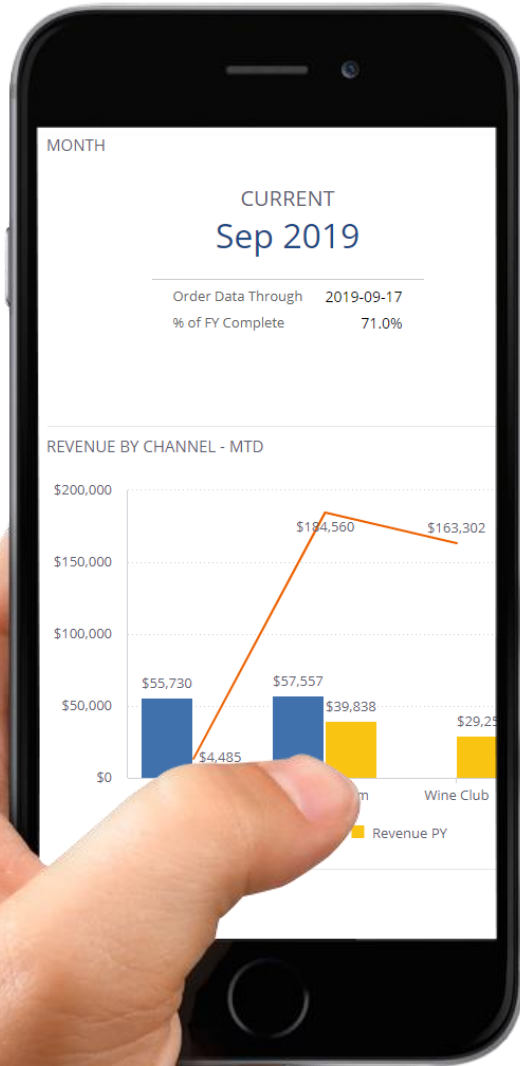 MONTH
CURRENT
Sep 2019
Order Data Through 2019-09-17
% of FY Complete 71.0%
REVENUE BY CHANNEL - MTD
$200,000
$184,560
$163,302
$150,000
$100,000
$55,730
$57,557
$50,000
$39,838
$4,485
$0
Wine Club
Revenue PY